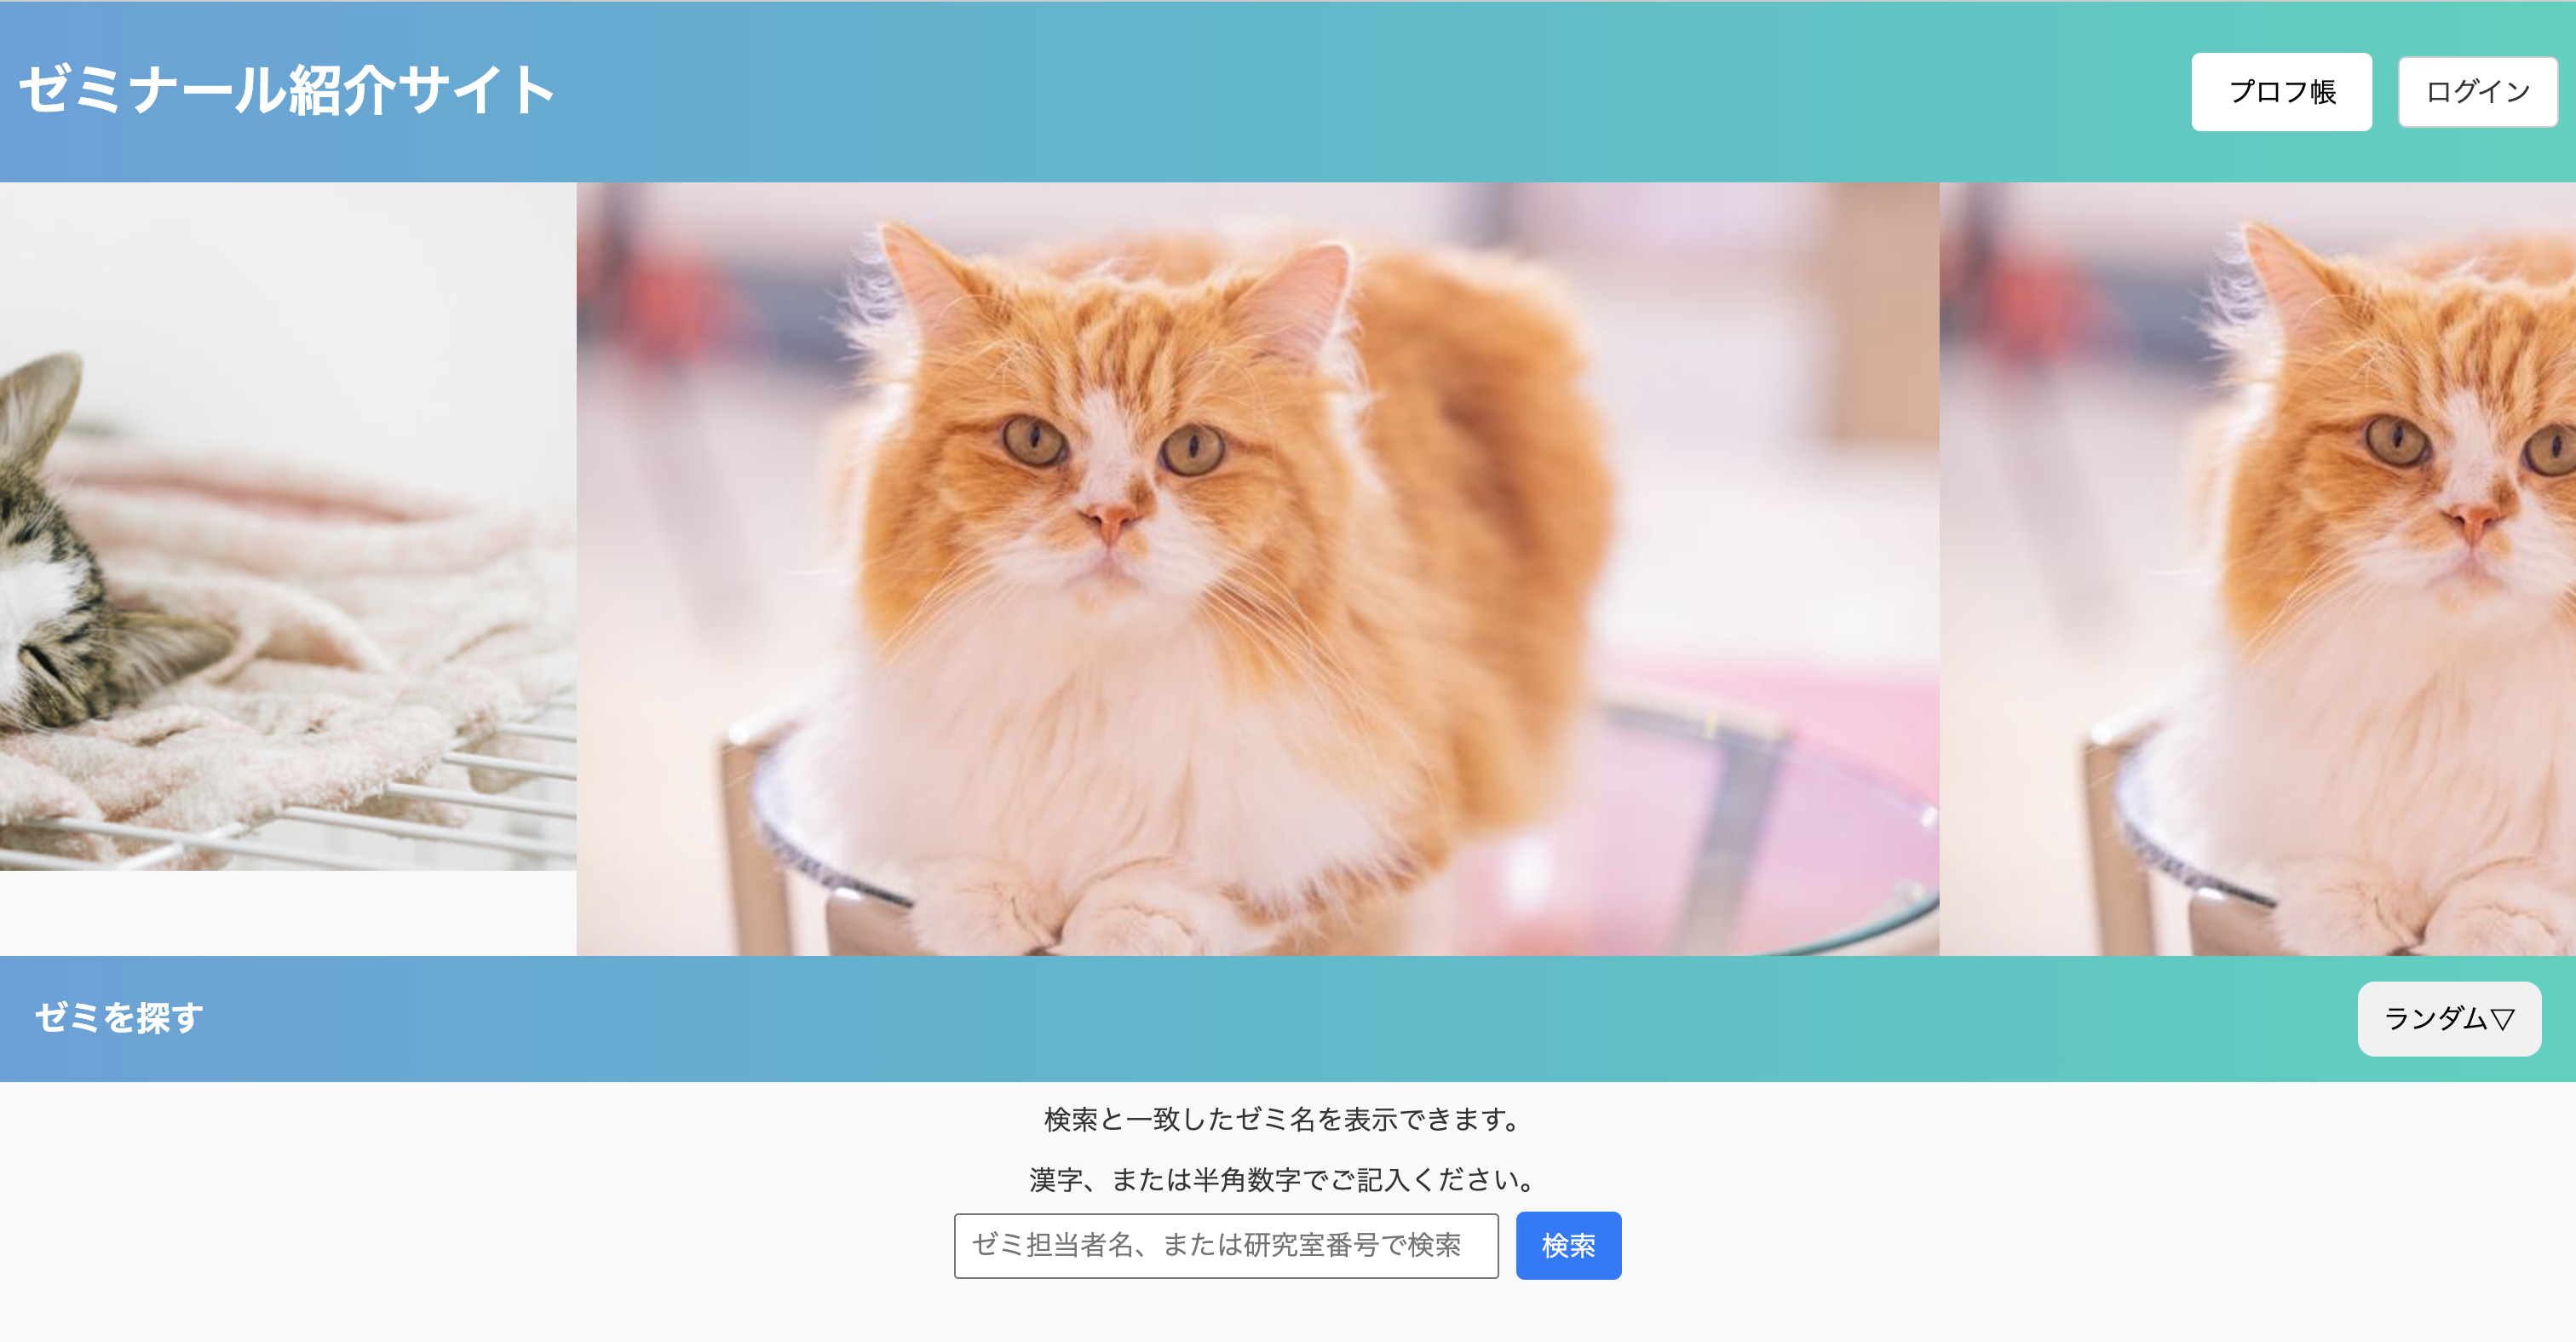 ゼミナール紹介サイト
プロフ帳
ログイン
ゼミを探す
ランダム▽
検索と一致したゼミ名を表示できます。
漢字、または半角数字でご記入ください。
ゼミ担当者名、または研究室番号で検索
検索